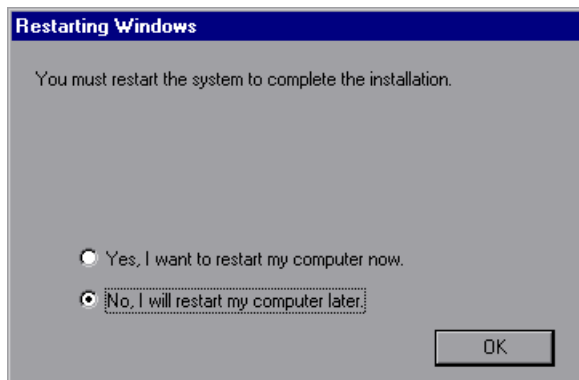 Restarting Windows
You must restart the system to complete the installation.
Yes, I want to restart my computer now.
No, I will restart my computer later.
OK